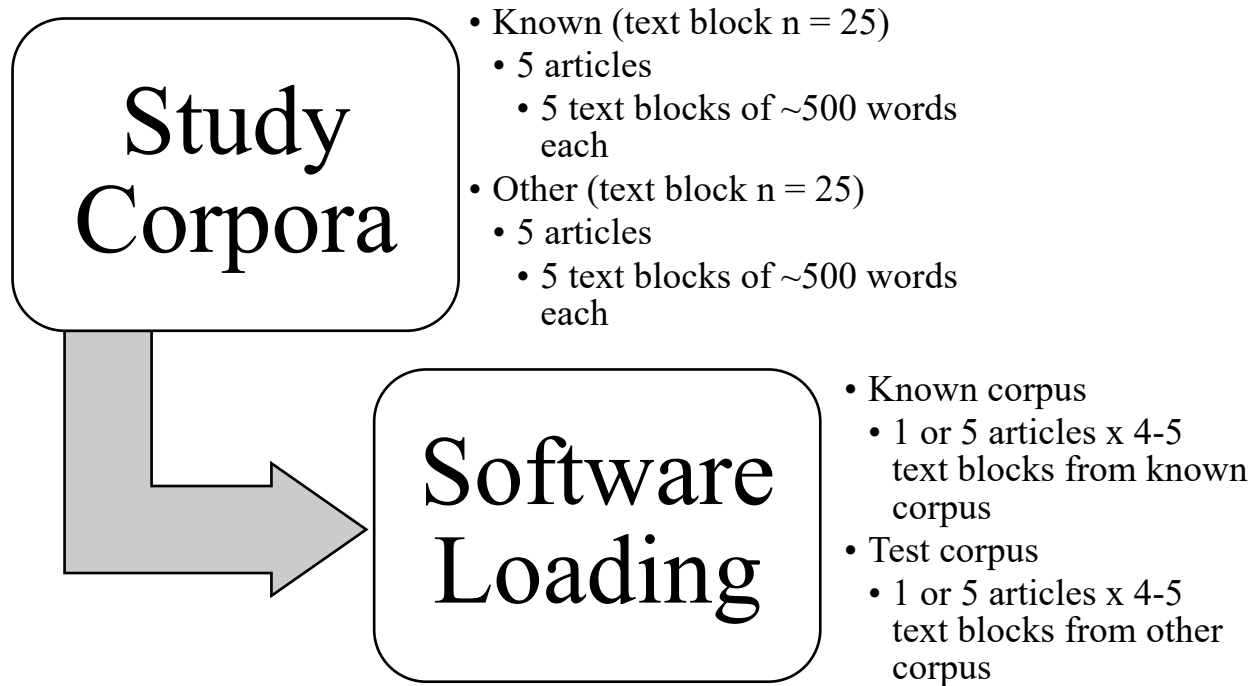 Study
Corpora
• Known (text block n = 25)
• 5 articles
• 5 text blocks of ~500 words
each
• Other (text block n = 25)
• 5 articles
• 5 text blocks of ~500 words
each
Software
Loading
• Known corpus
• 1 or 5 articles x 4-5
text blocks from known
corpus
• Test corpus
• 1 or 5 articles x 4-5
text blocks from other
corpus